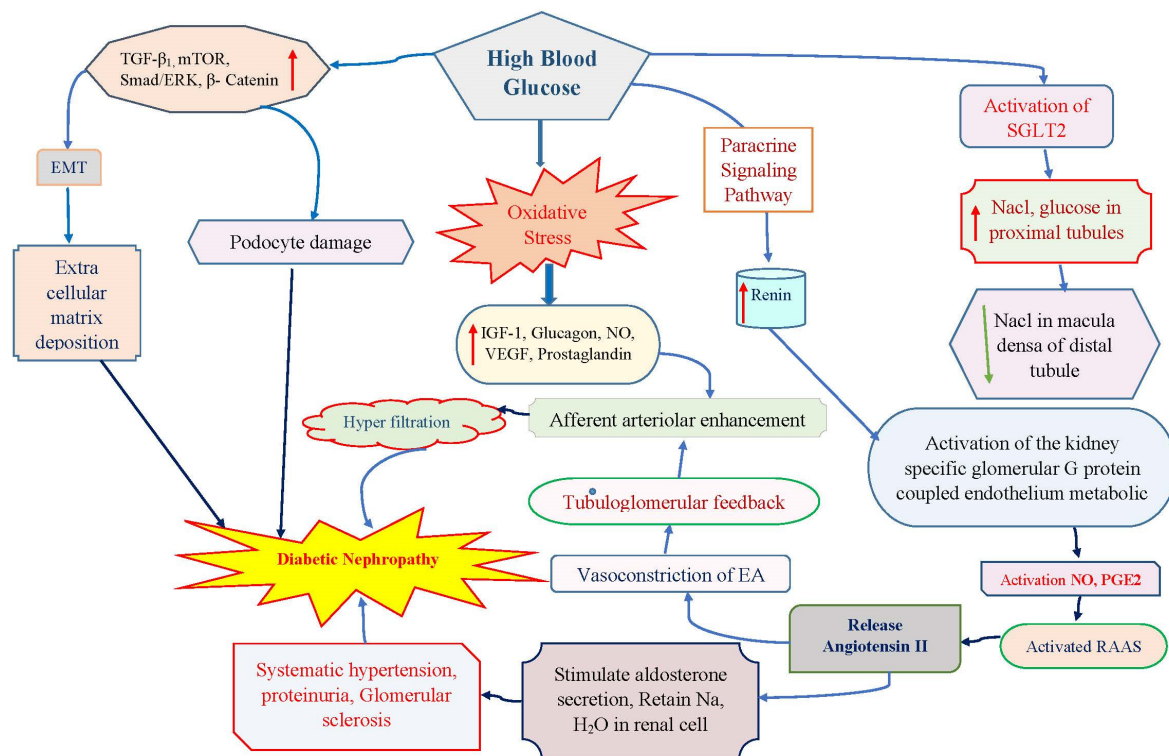 TGF-β₁, mTOR,
Smad/ERK, β- Catenin
High Blood
Glucose
Activation of
SGLT2
EMT
Paracrine
Signaling
Pathway
Oxidative
Stress
Nacl, glucose in
proximal tubules
Podocyte damage
Extra
cellular
matrix
deposition
Renin
IGF-1, Glucagon, NO,
VEGF, Prostaglandin
Nacl in macula
densa of distal
tubule
Hyper filtration
Afferent arteriolar enhancement
Activation of the kidney
specific glomerular G protein
coupled endothelium metabolic
Tubuloglomerular feedback
Diabetic Nephropathy
Vasoconstriction of EA
Activation NO, PGE2
Release
Angiotensin II
Activated RAAS
Systematic hypertension,
proteinuria, Glomerular
sclerosis
Stimulate aldosterone
secretion, Retain Na,
H₂O in renal cell